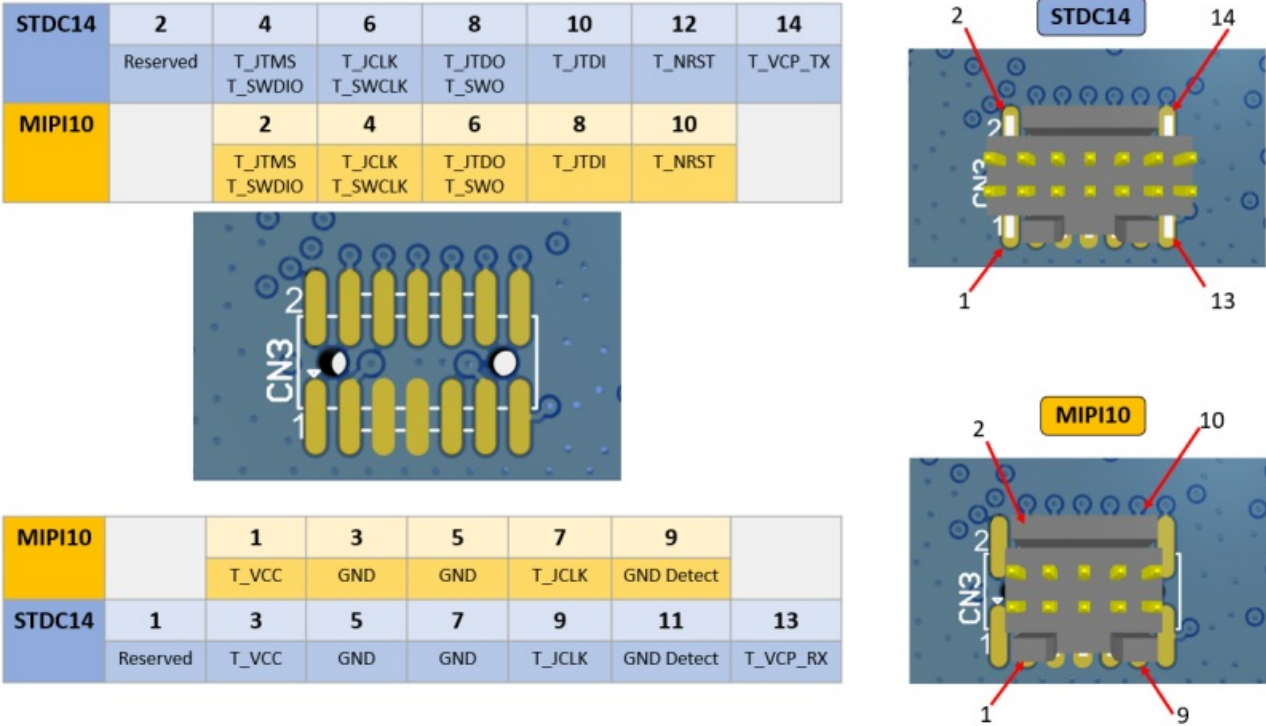 STDC14 2 4 6 8 10 12 14
Reserved T_JTMS T_JCLK T_JTDO T_JTDI T_NRST T_VCP_TX
T_SWDIO T_SWCLK T_SWO
MIPI10 2 4 6 8 10
T_JTMS T_JCLK T_JTDO T_JTDI T_NRST
T_SWDIO T_SWCLK T_SWO
2
CN3
1
MIPI10 1 3 5 7 9
T_VCC GND GND T_JCLK GND Detect
STDC14 1 3 5 7 9 11 13
Reserved T_VCC GND GND T_JCLK GND Detect T_VCP_RX
2 STDC14 14
2
CN3
1
1 13
MIPI10
2 10
2
CN3
1
1 9